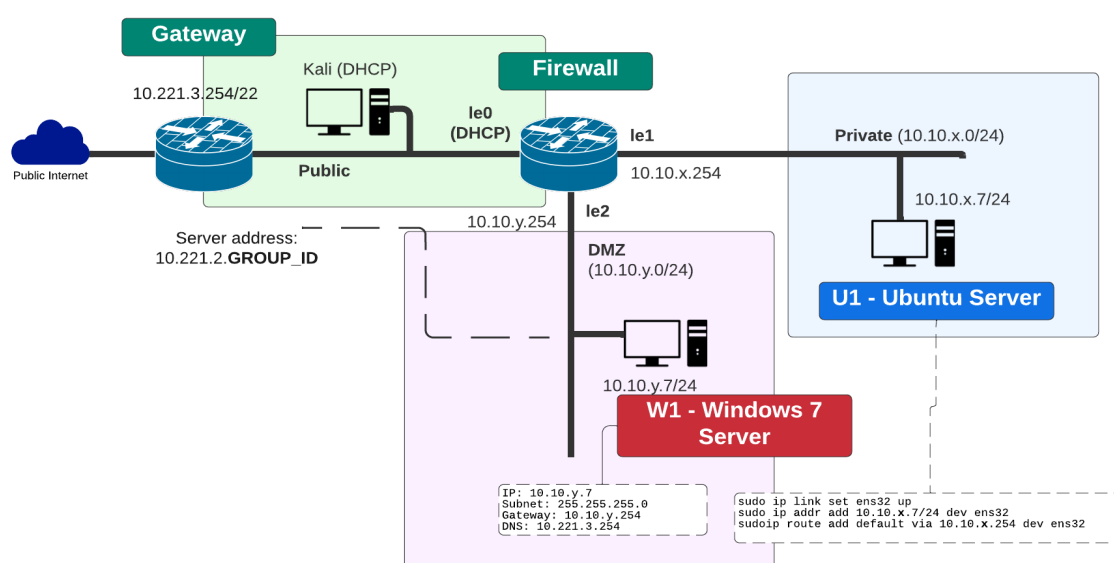 Gateway
Kali (DHCP)
Firewall
10.221.3.254/22
le0
(DHCP)
le1
Private (10.10.x.0/24)
Public Internet
Public
10.10.x.254
10.10.x.7/24
10.10.y.254
le2
Server address:
10.221.2.GROUP_ID
DMZ
(10.10.y.0/24)
U1 - Ubuntu Server
10.10.y.7/24
W1 - Windows 7
Server
IP: 10.10.y.7
Subnet: 255.255.255.0
Gateway: 10.10.y.254
DNS: 10.221.3.254
sudo ip link set ens32 up
sudo ip addr add 10.10.x.7/24 dev ens32
sudoip route add default via 10.10.x.254 dev ens32